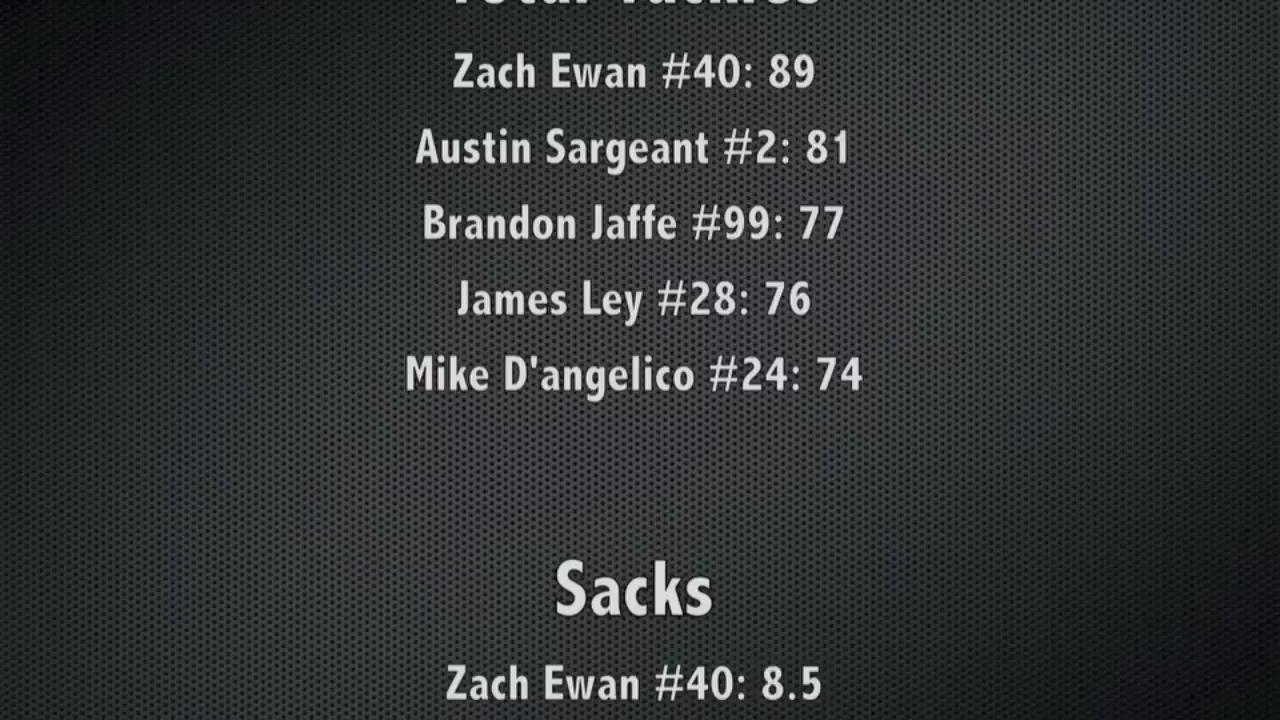 Zach Ewan #40: 89
Austin Sargeant #2: 81
Brandon Jaffe #99: 77
James Ley #28: 76
Mike D'angelico #24: 74
Sacks
Zach Ewan #40: 8.5